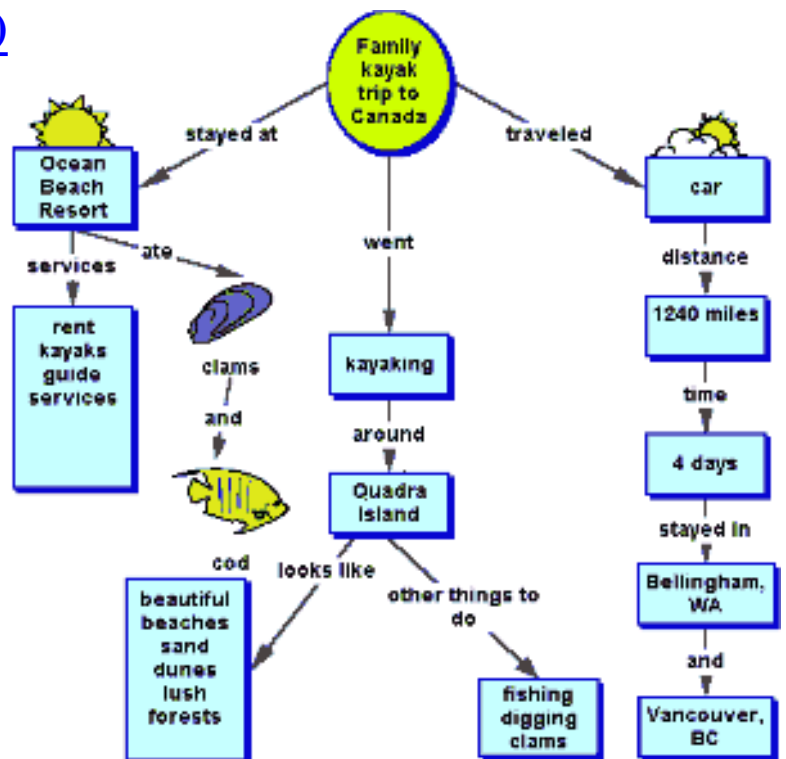 )
Family
kayak
trip to
Canada
stayed at
traveled
Ocean
Beach
Resort
car
went
services
ate
distance
rent
kayaks
guide
services
clams
kayaking
1240 miles
and
around
time
Quadra
Island
4 days
stayed in
cod
looks like
other things to
do
beautiful
beaches
sand
dunes
lush
forests
Bellingham,
WA
and
fishing
digging
clams
Vancouver,
BC